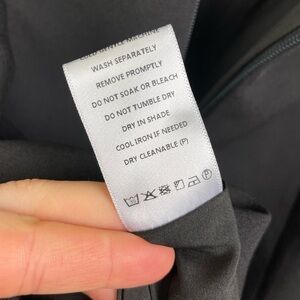 WASH SEPARATELY
REMOVE PROMPTLY
DO NOT SOAK OR BLEACH
DO NOT TUMBLE DRY
DRY IN SHADE
COOL IRON IF NEEDED
DRY CLEANABLE (P)